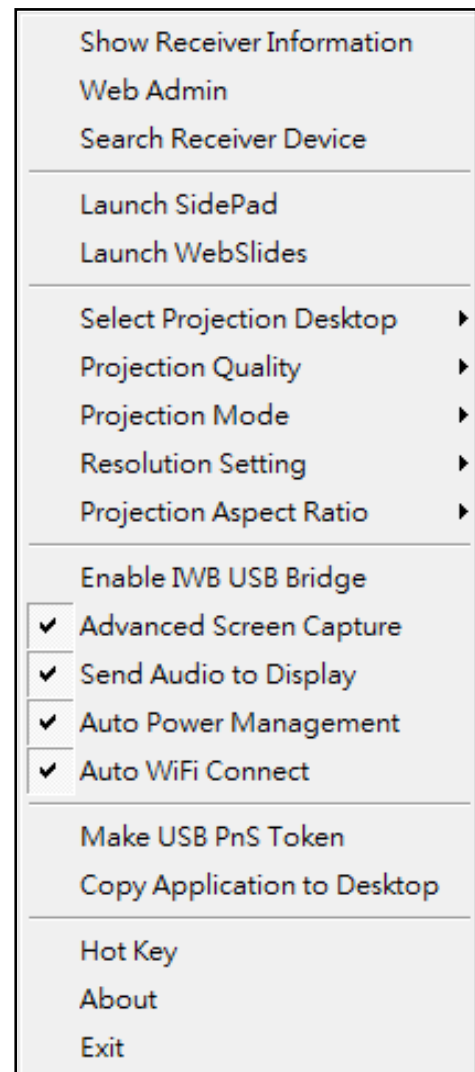 Show Receiver Information
Web Admin
Search Receiver Device
Launch SidePad
Launch WebSlides
Select Projection Desktop
Projection Quality
Projection Mode
Resolution Setting
Projection Aspect Ratio
Enable IWB USB Bridge
Advanced Screen Capture
Send Audio to Display
Auto Power Management
Auto WiFi Connect
Make USB PnS Token
Copy Application to Desktop
Hot Key
About
Exit